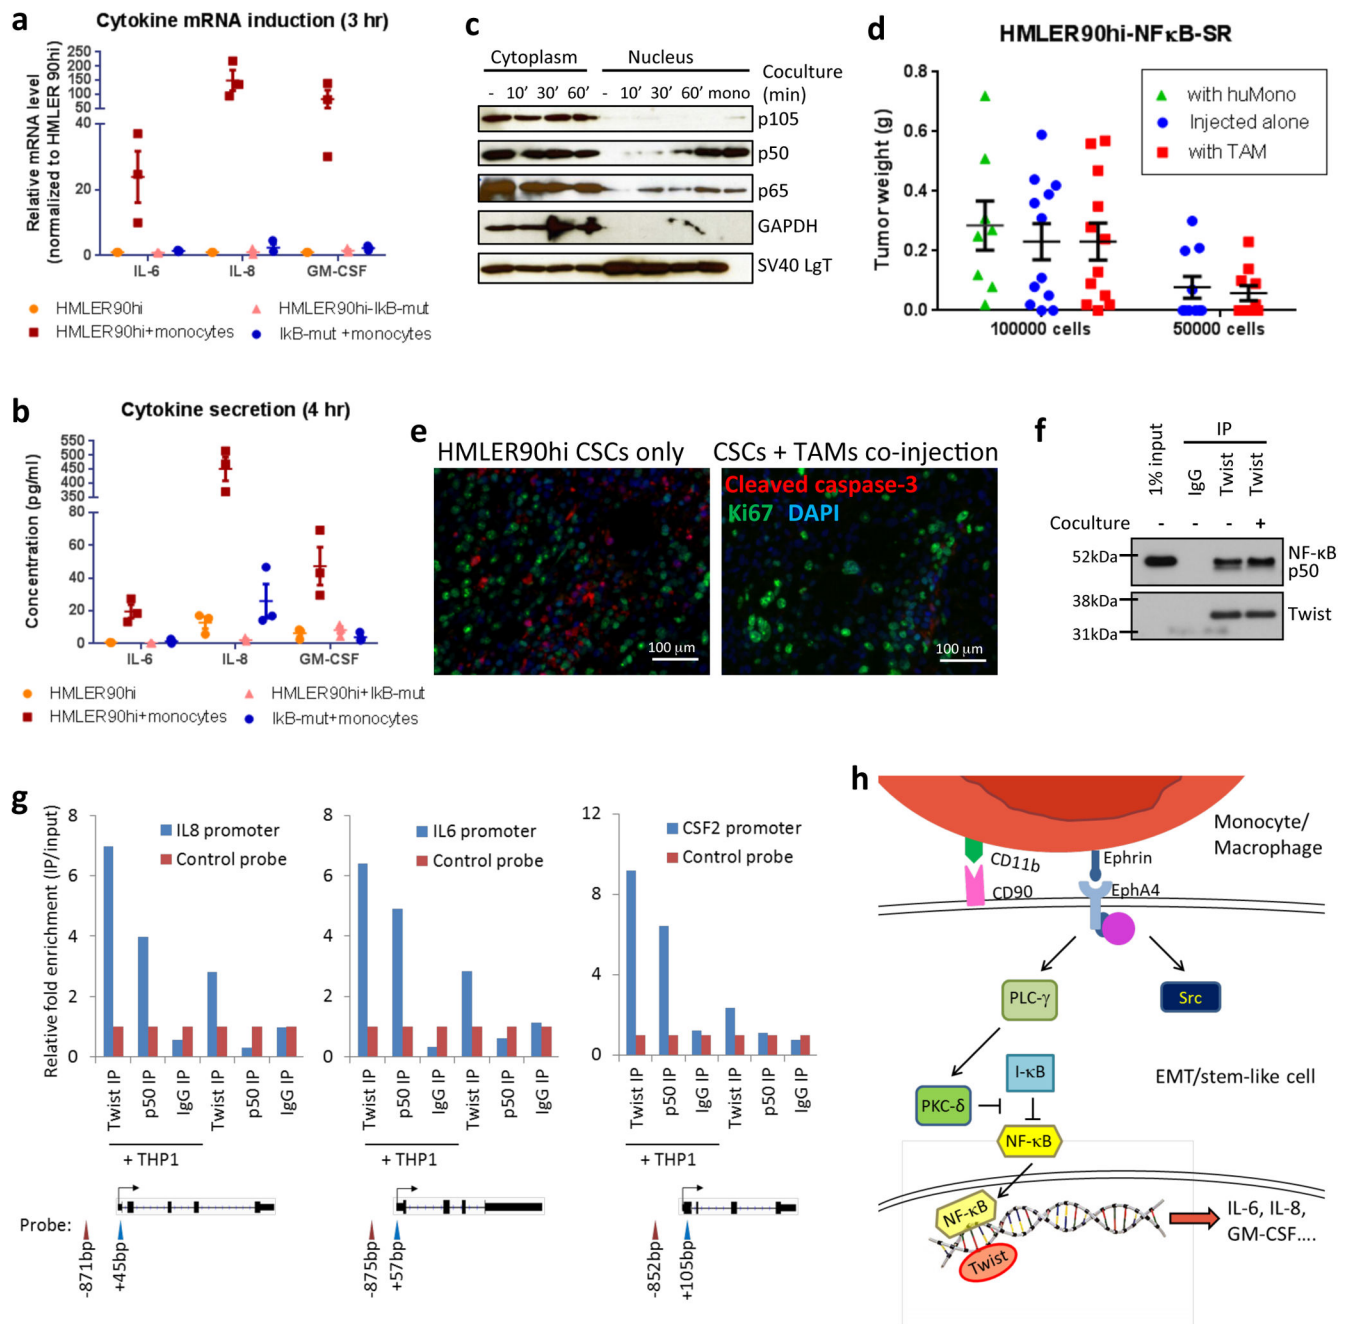 a
Cytokine mRNA induction (3 hr)
Relative mRNA level
(normalized to HMLER 90hi)
250
200
150
100
50
40
20
0
IL-6
IL-8
GM-CSF
HMLER90hi
HMLER90hi-IkB-mut
HMLER90hi+monocytes
IkB-mut +monocytes
b
Cytokine secretion (4 hr)
Concentration (pg/ml)
550
500
450
400
350
80
60
40
20
0
IL-6
IL-8
GM-CSF
HMLER90hi
HMLER90hi+IkB-mut
HMLER90hi+monocytes
IkB-mut+monocytes
c
Cytoplasm
Nucleus
Coculture
(min)
- 10' 30' 60' - 10' 30' 60' mono
p105
p50
p65
GAPDH
SV40 LgT
d
HMLER90hi-NFκB-SR
Tumor weight (g)
0.8
0.6
0.4
0.2
0.0
with huMono
Injected alone
with TAM
100000 cells
50000 cells
e
HMLER90hi CSCs only
CSCs + TAMs co-injection
Cleaved caspase-3
Ki67 DAPI
100 μm
100 μm
f
IP
1% input
IgG
Twist
Twist
Coculture - - - +
52kDa
NF-κB
p50
38kDa
Twist
31kDa
g
Relative fold enrichment (IP/input)
8
6
4
2
0
IL8 promoter
Control probe
Twist IP
p50 IP
IgG IP
Twist IP
p50 IP
IgG IP
+ THP1
8
6
4
2
0
IL6 promoter
Control probe
Twist IP
p50 IP
IgG IP
Twist IP
p50 IP
IgG IP
+ THP1
12
8
4
0
CSF2 promoter
Control probe
Twist IP
p50 IP
IgG IP
Twist IP
p50 IP
IgG IP
+ THP1
Probe:
-871bp
+45bp
-875bp
+57bp
-852bp
+105bp
h
Monocyte/
Macrophage
CD11b
Ephrin
CD90
EphA4
PLC-γ
Src
I-κB
EMT/stem-like cell
PKC-δ
NF-κB
NF-κB
Twist
IL-6, IL-8,
GM-CSF....